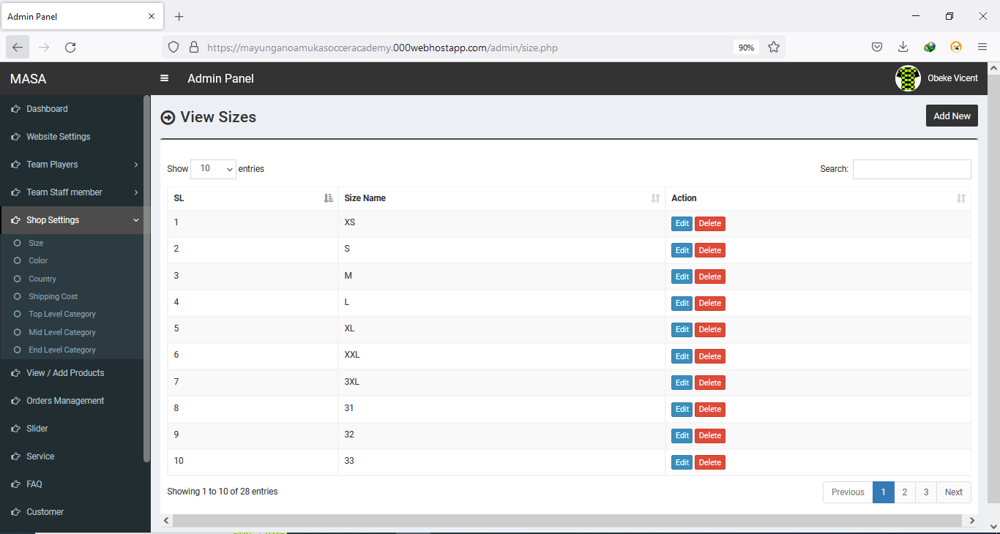 Admin Panel
https://mayunganoamukasocceracademy.000webhostapp.com/admin/size.php
90%
MASA
Admin Panel
Obeke Vicent
Dashboard
Website Settings
Team Players
Team Staff member
Shop Settings
Size
Color
Country
Shipping Cost
Top Level Category
Mid Level Category
End Level Category
View / Add Products
Orders Management
Slider
Service
FAQ
Customer
View Sizes
Add New
Show 10 entries
Search:
SL Size Name Action
1 XS Edit Delete
2 S Edit Delete
3 M Edit Delete
4 L Edit Delete
5 XL Edit Delete
6 XXL Edit Delete
7 3XL Edit Delete
8 31 Edit Delete
9 32 Edit Delete
10 33 Edit Delete
Showing 1 to 10 of 28 entries
Previous 1 2 3 Next